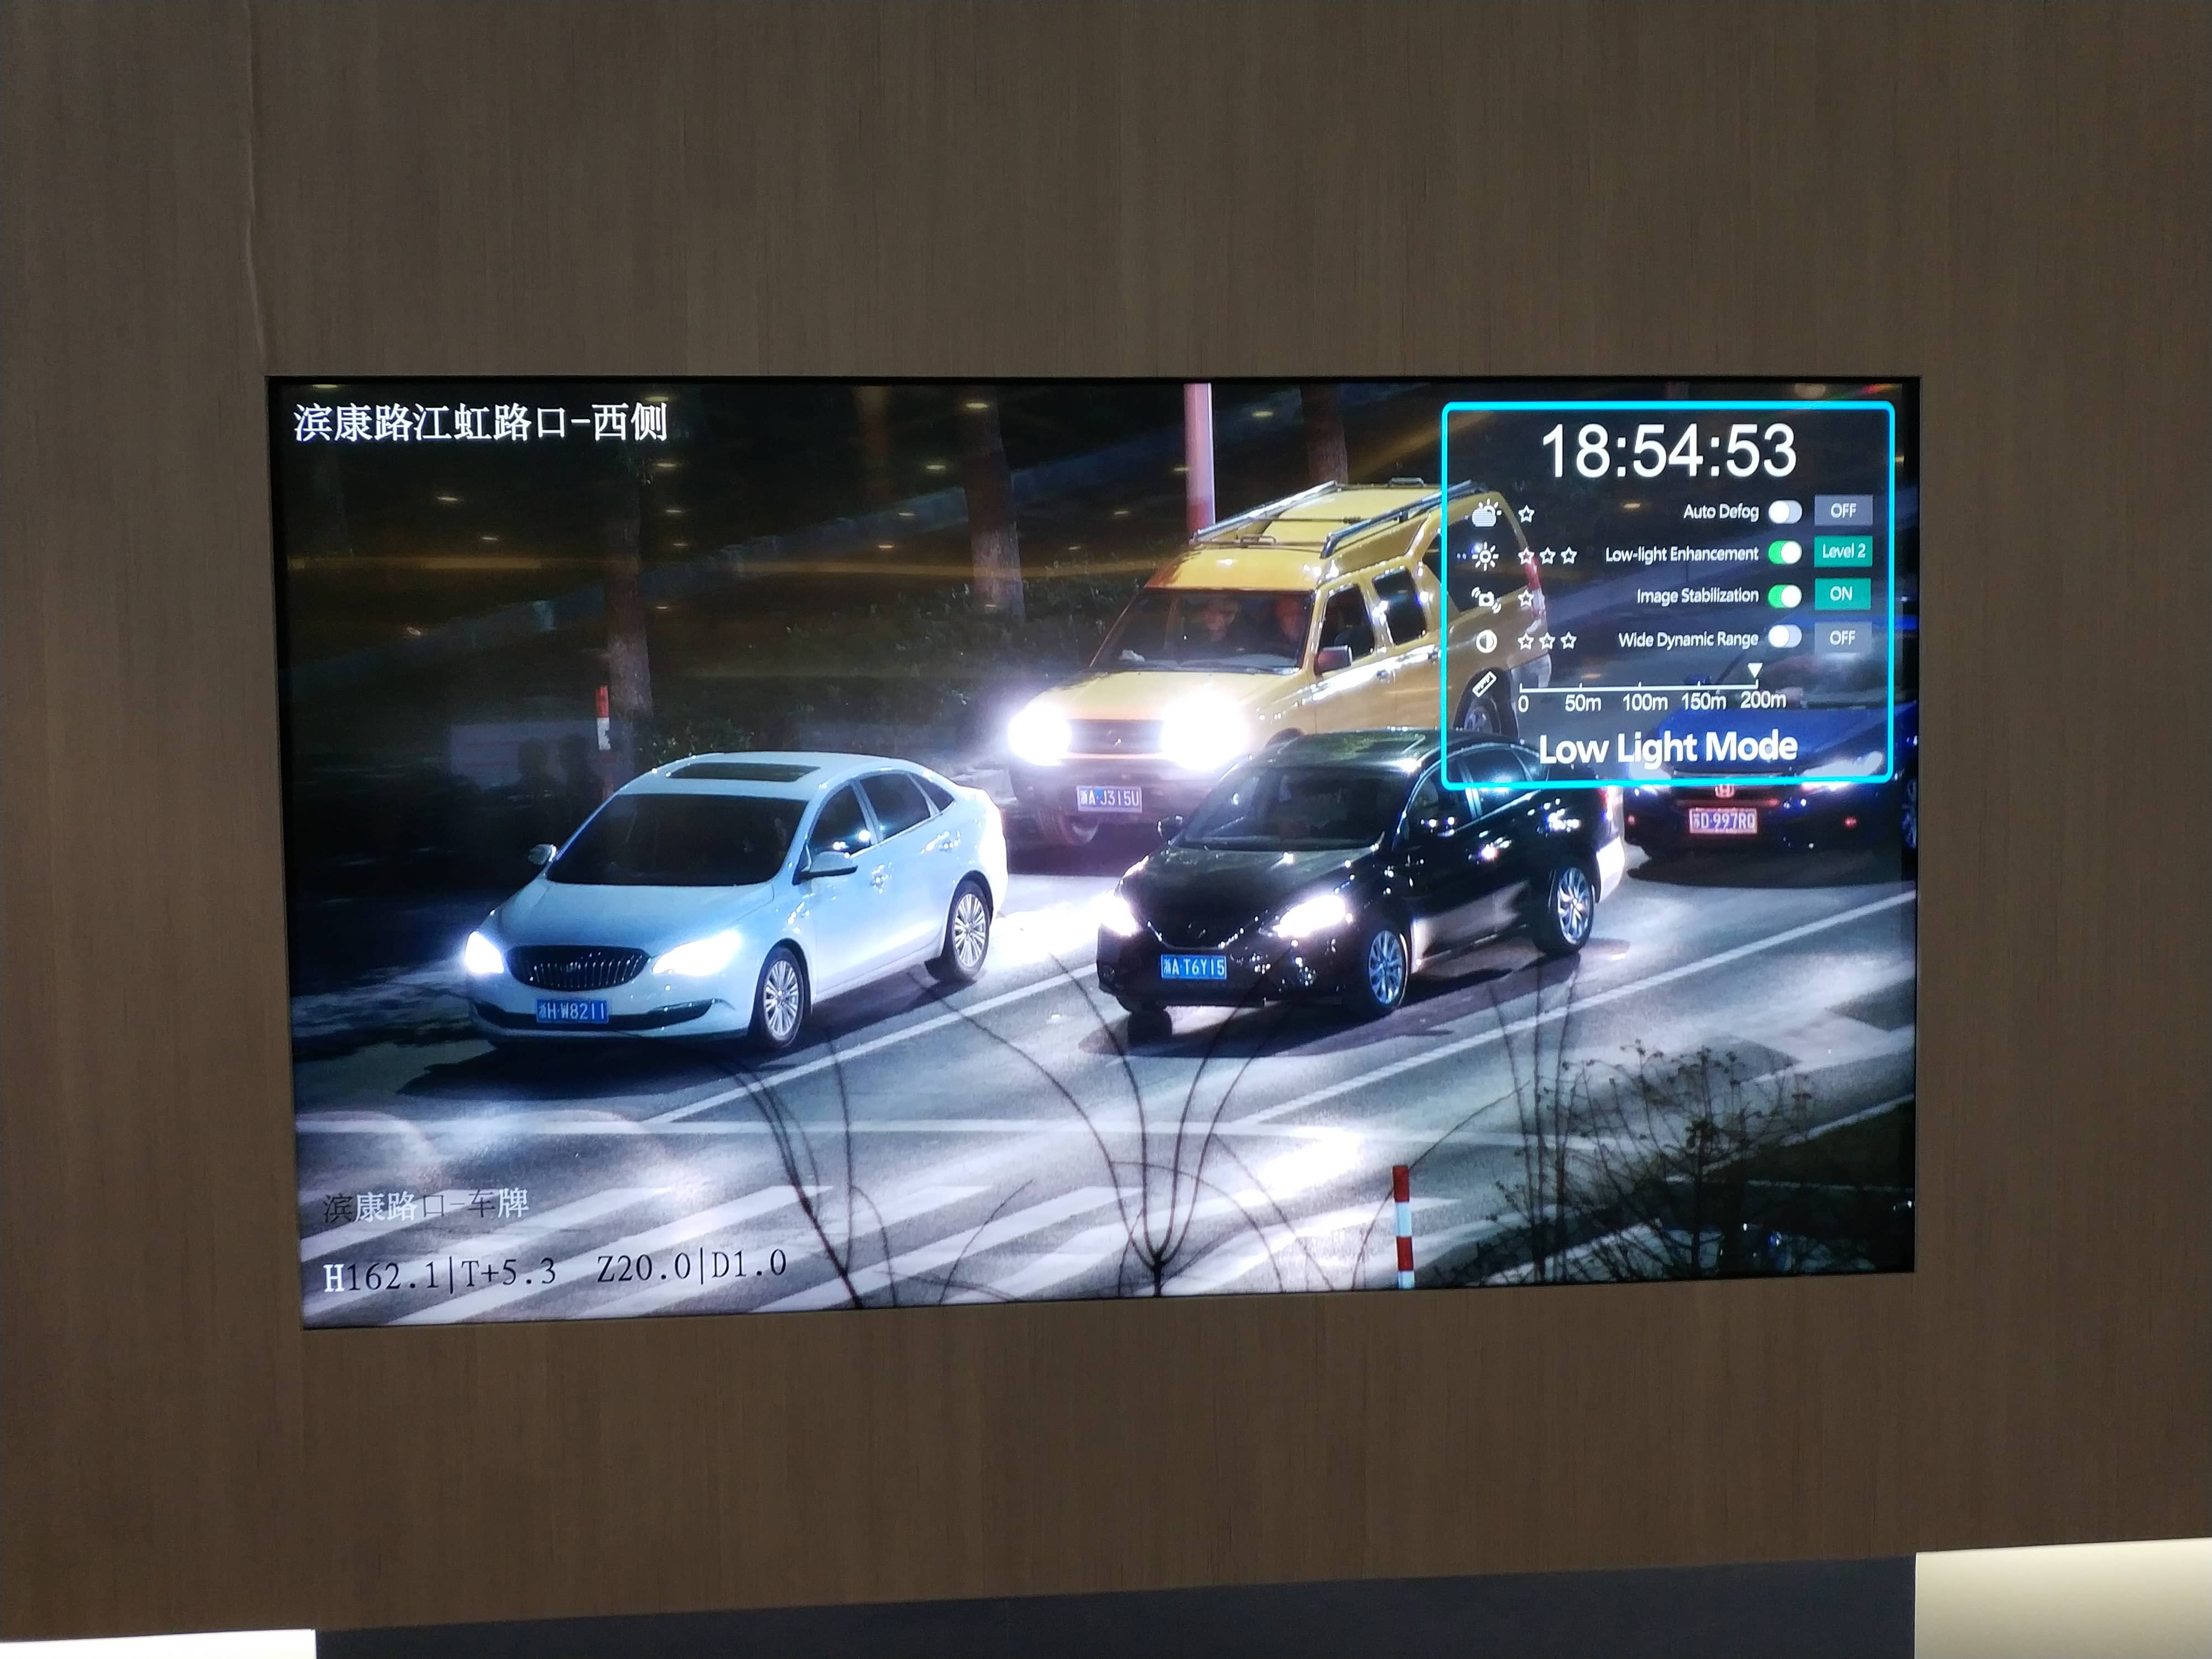 滨康路江虹路口-西侧
18:54:53
Auto Defog OFF
Low-light Enhancement Level 2
Image Stabilization ON
Wide Dynamic Range OFF
0 50m 100m 150m 200m
Low Light Mode
浙A·J315U
苏D·997RQ
浙A·T6Y15
浙H·W8211
滨康路口-车牌
H162.1|T+5.3 Z20.0|D1.0